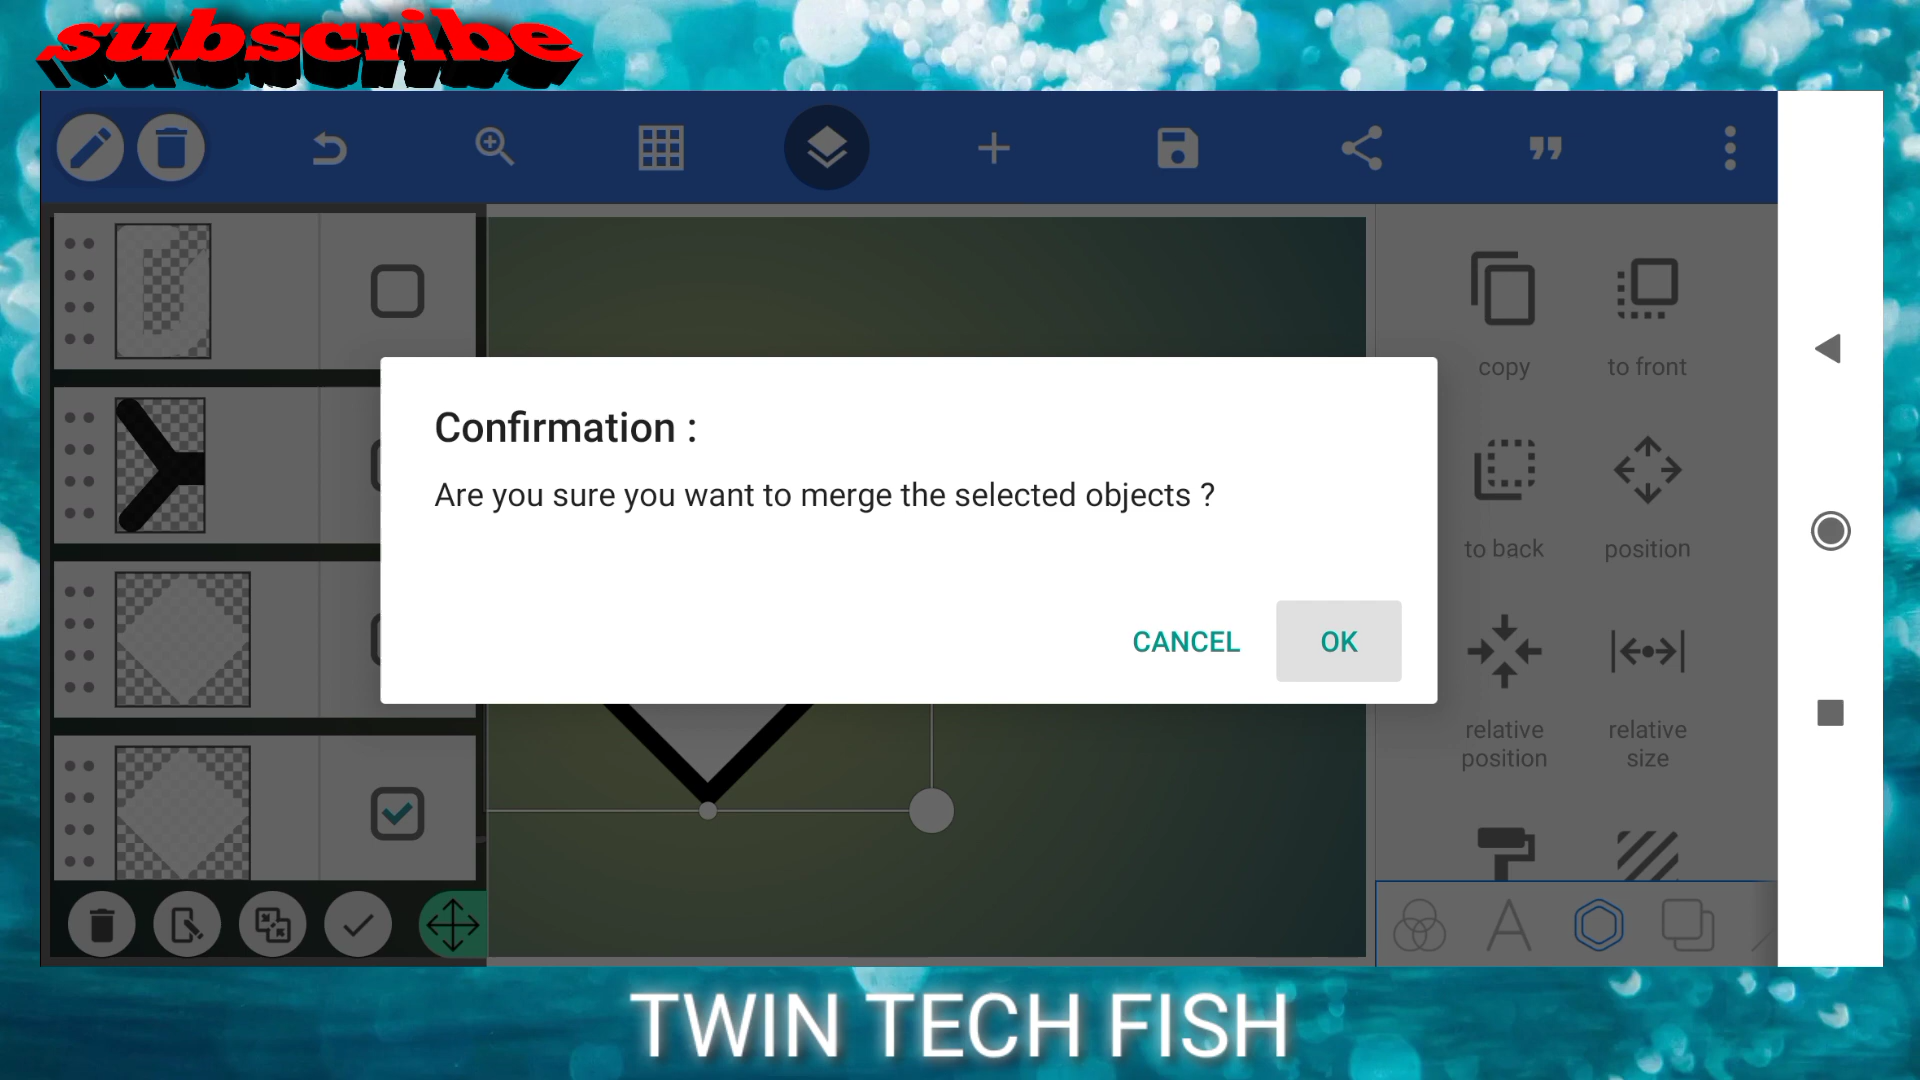 subscribe
copy
to front
Confirmation :
Are you sure you want to merge the selected objects ?
to back
position
CANCEL
OK
relative position
relative size
TWIN TECH FISH